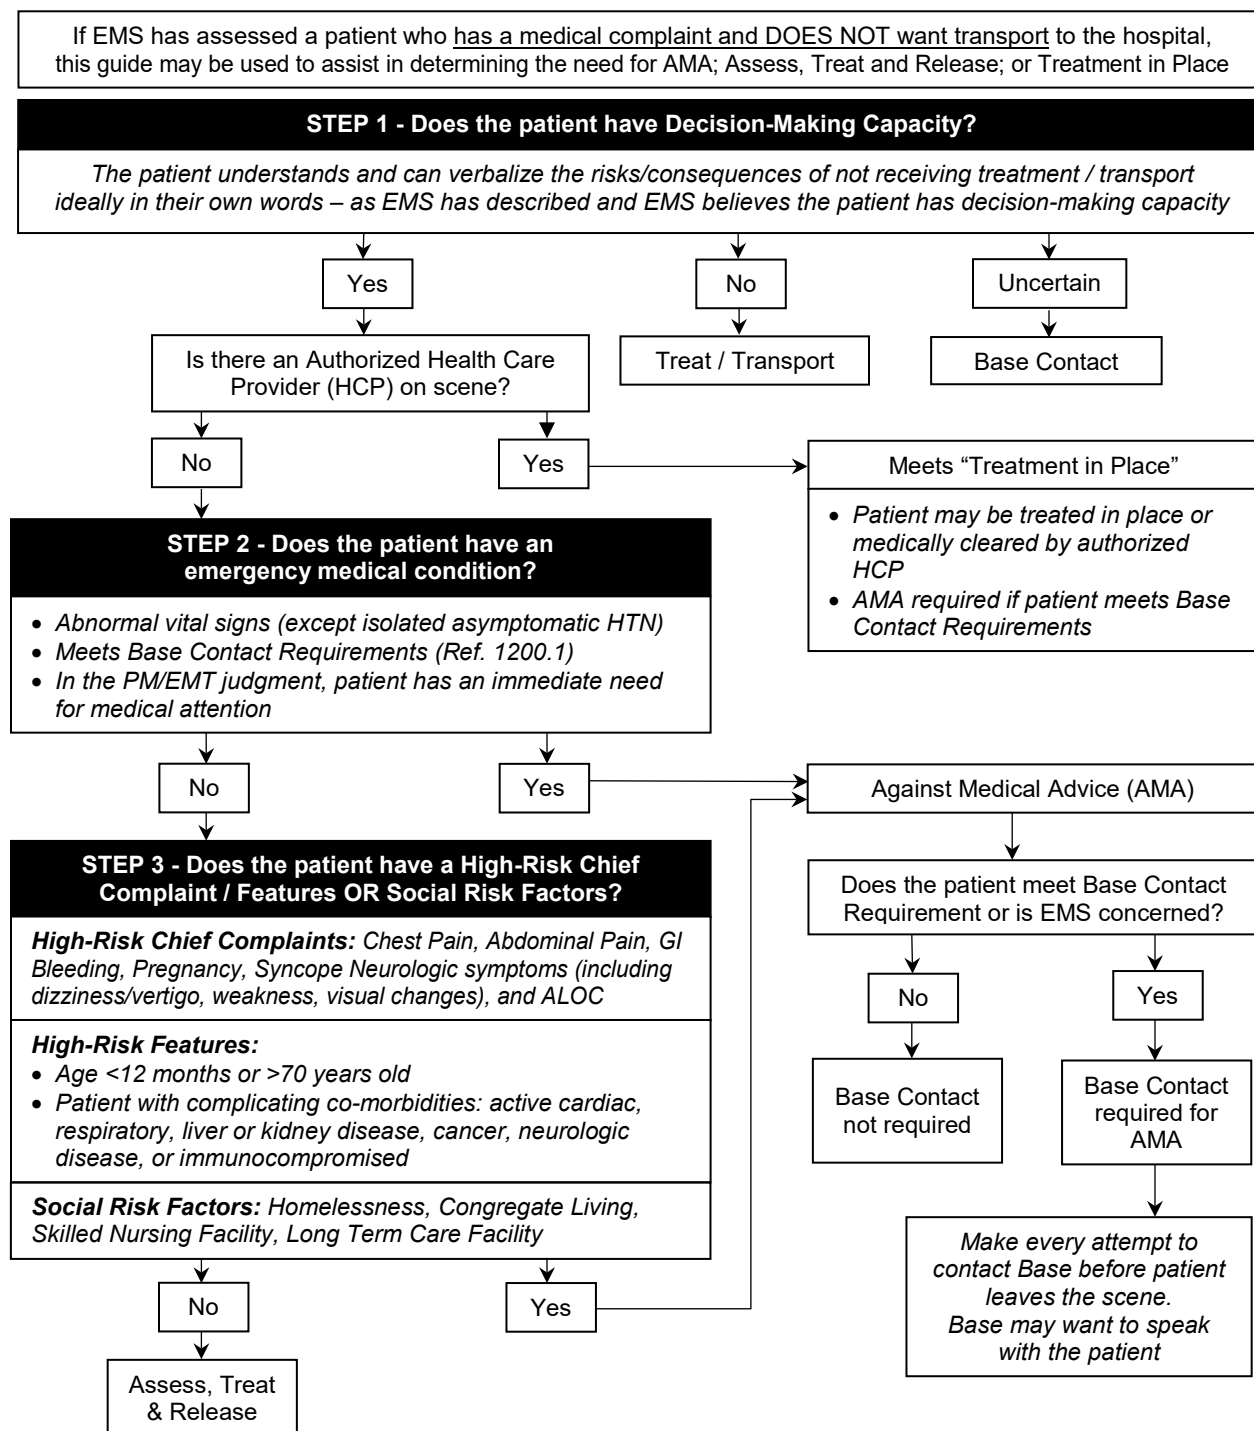 If EMS has assessed a patient who has a medical complaint and DOES NOT want transport to the hospital,
this guide may be used to assist in determining the need for AMA; Assess, Treat and Release; or Treatment in Place
STEP 1 - Does the patient have Decision-Making Capacity?
The patient understands and can verbalize the risks/consequences of not receiving treatment / transport
ideally in their own words – as EMS has described and EMS believes the patient has decision-making capacity
Yes
No
Uncertain
Is there an Authorized Health Care
Provider (HCP) on scene?
Treat / Transport
Base Contact
No
Yes
Meets “Treatment in Place”
• Patient may be treated in place or
medically cleared by authorized
HCP
• AMA required if patient meets Base
Contact Requirements
STEP 2 - Does the patient have an
emergency medical condition?
• Abnormal vital signs (except isolated asymptomatic HTN)
• Meets Base Contact Requirements (Ref. 1200.1)
• In the PM/EMT judgment, patient has an immediate need
for medical attention
No
Yes
Against Medical Advice (AMA)
STEP 3 - Does the patient have a High-Risk Chief
Complaint / Features OR Social Risk Factors?
High-Risk Chief Complaints: Chest Pain, Abdominal Pain, GI
Bleeding, Pregnancy, Syncope Neurologic symptoms (including
dizziness/vertigo, weakness, visual changes), and ALOC
High-Risk Features:
• Age <12 months or >70 years old
• Patient with complicating co-morbidities: active cardiac,
respiratory, liver or kidney disease, cancer, neurologic
disease, or immunocompromised
Social Risk Factors: Homelessness, Congregate Living,
Skilled Nursing Facility, Long Term Care Facility
Does the patient meet Base Contact
Requirement or is EMS concerned?
No
Yes
Base Contact
not required
Base Contact
required for
AMA
Make every attempt to
contact Base before patient
leaves the scene.
Base may want to speak
with the patient
No
Yes
Assess, Treat
& Release